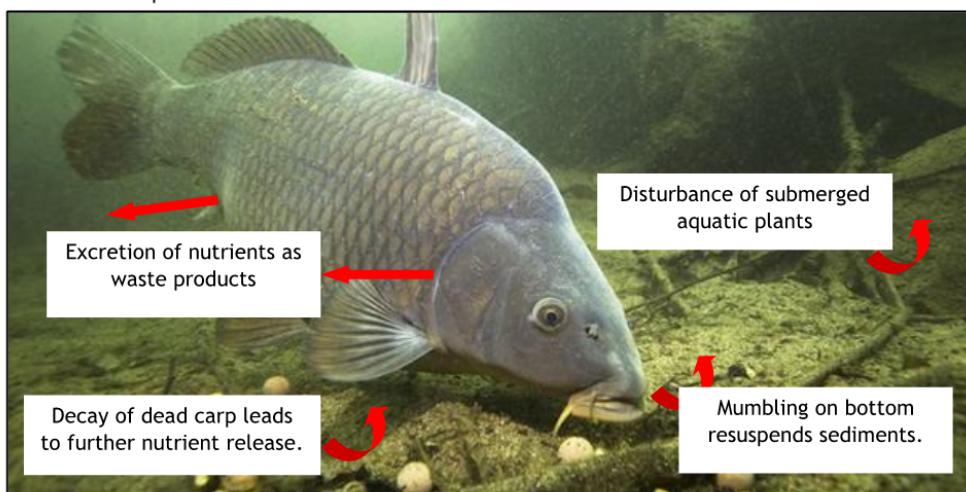 Disturbance of submerged
aquatic plants
Excretion of nutrients as
waste products
Decay of dead carp leads
to further nutrient release.
Mumbling on bottom
resuspends sediments.